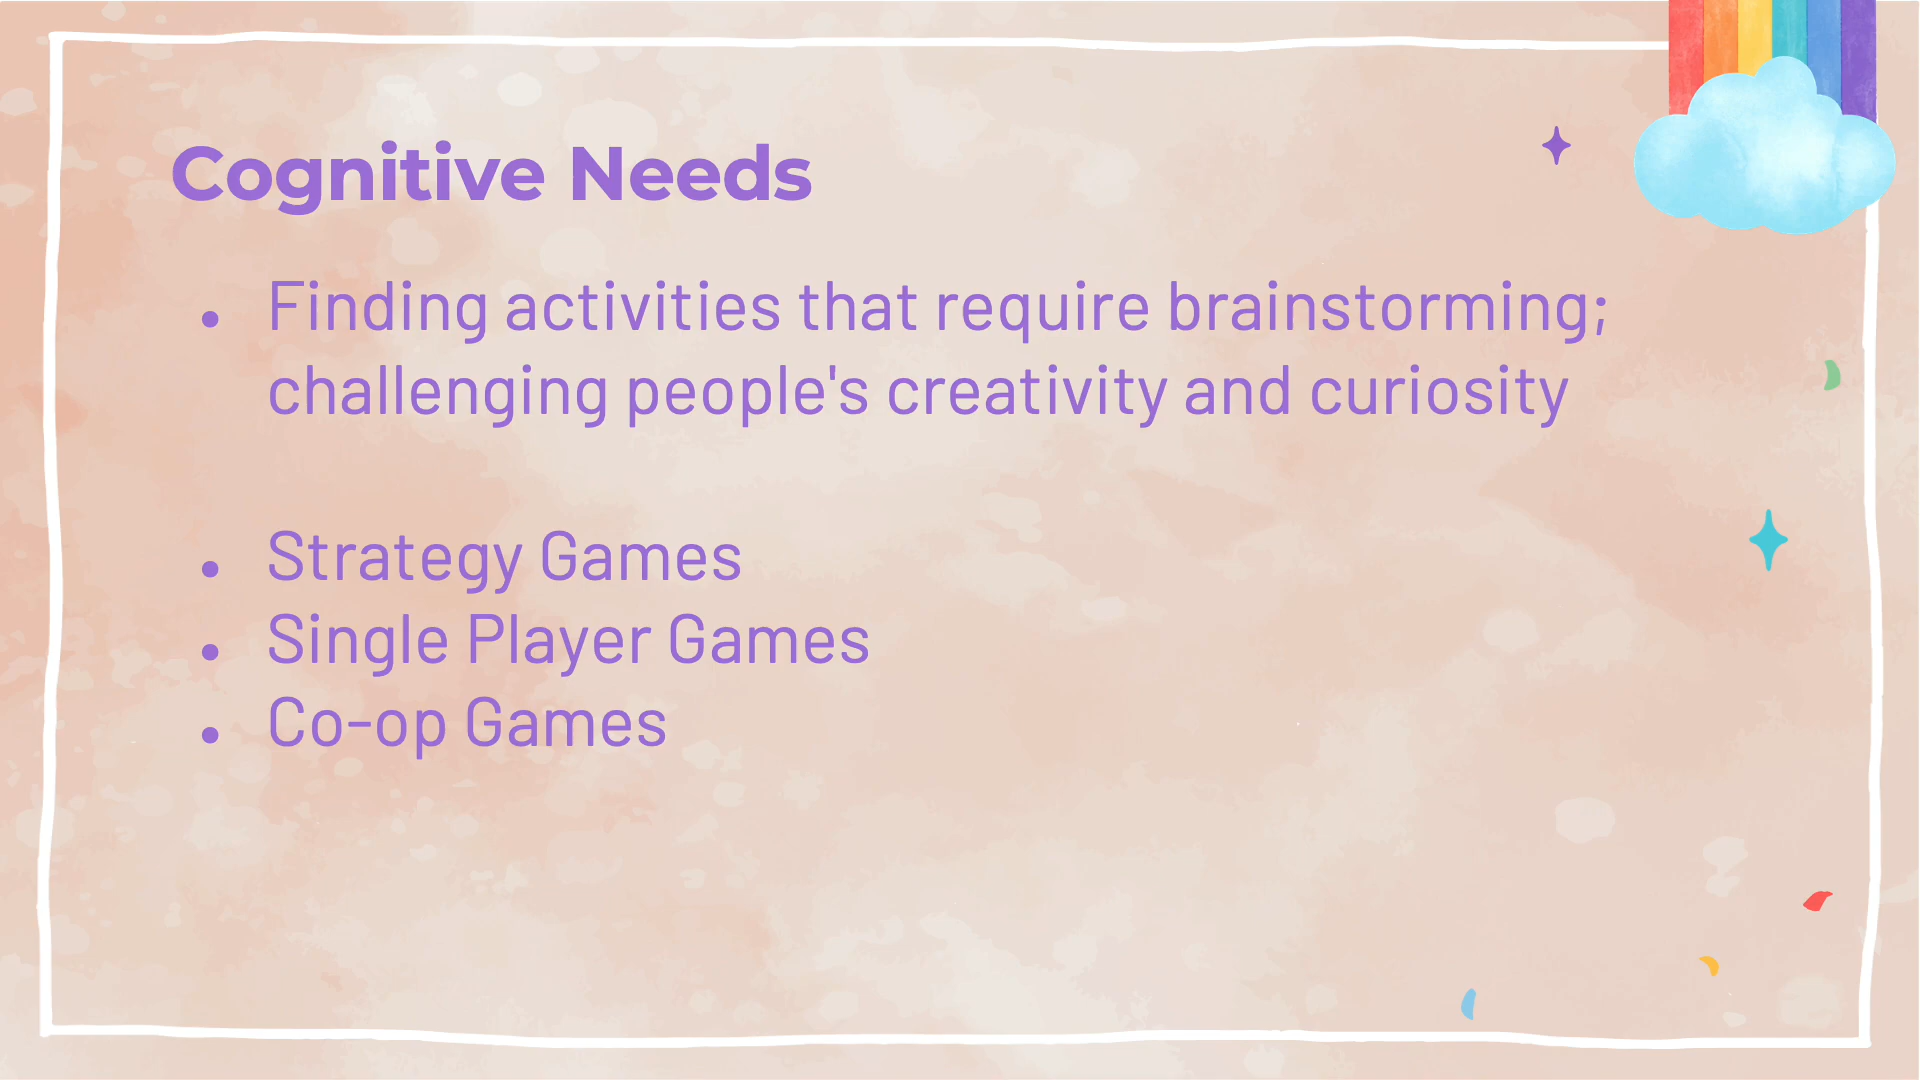 Cognitive Needs
• Finding activities that require brainstorming;
challenging people's creativity and curiosity
• Strategy Games
• Single Player Games
• Co-op Games